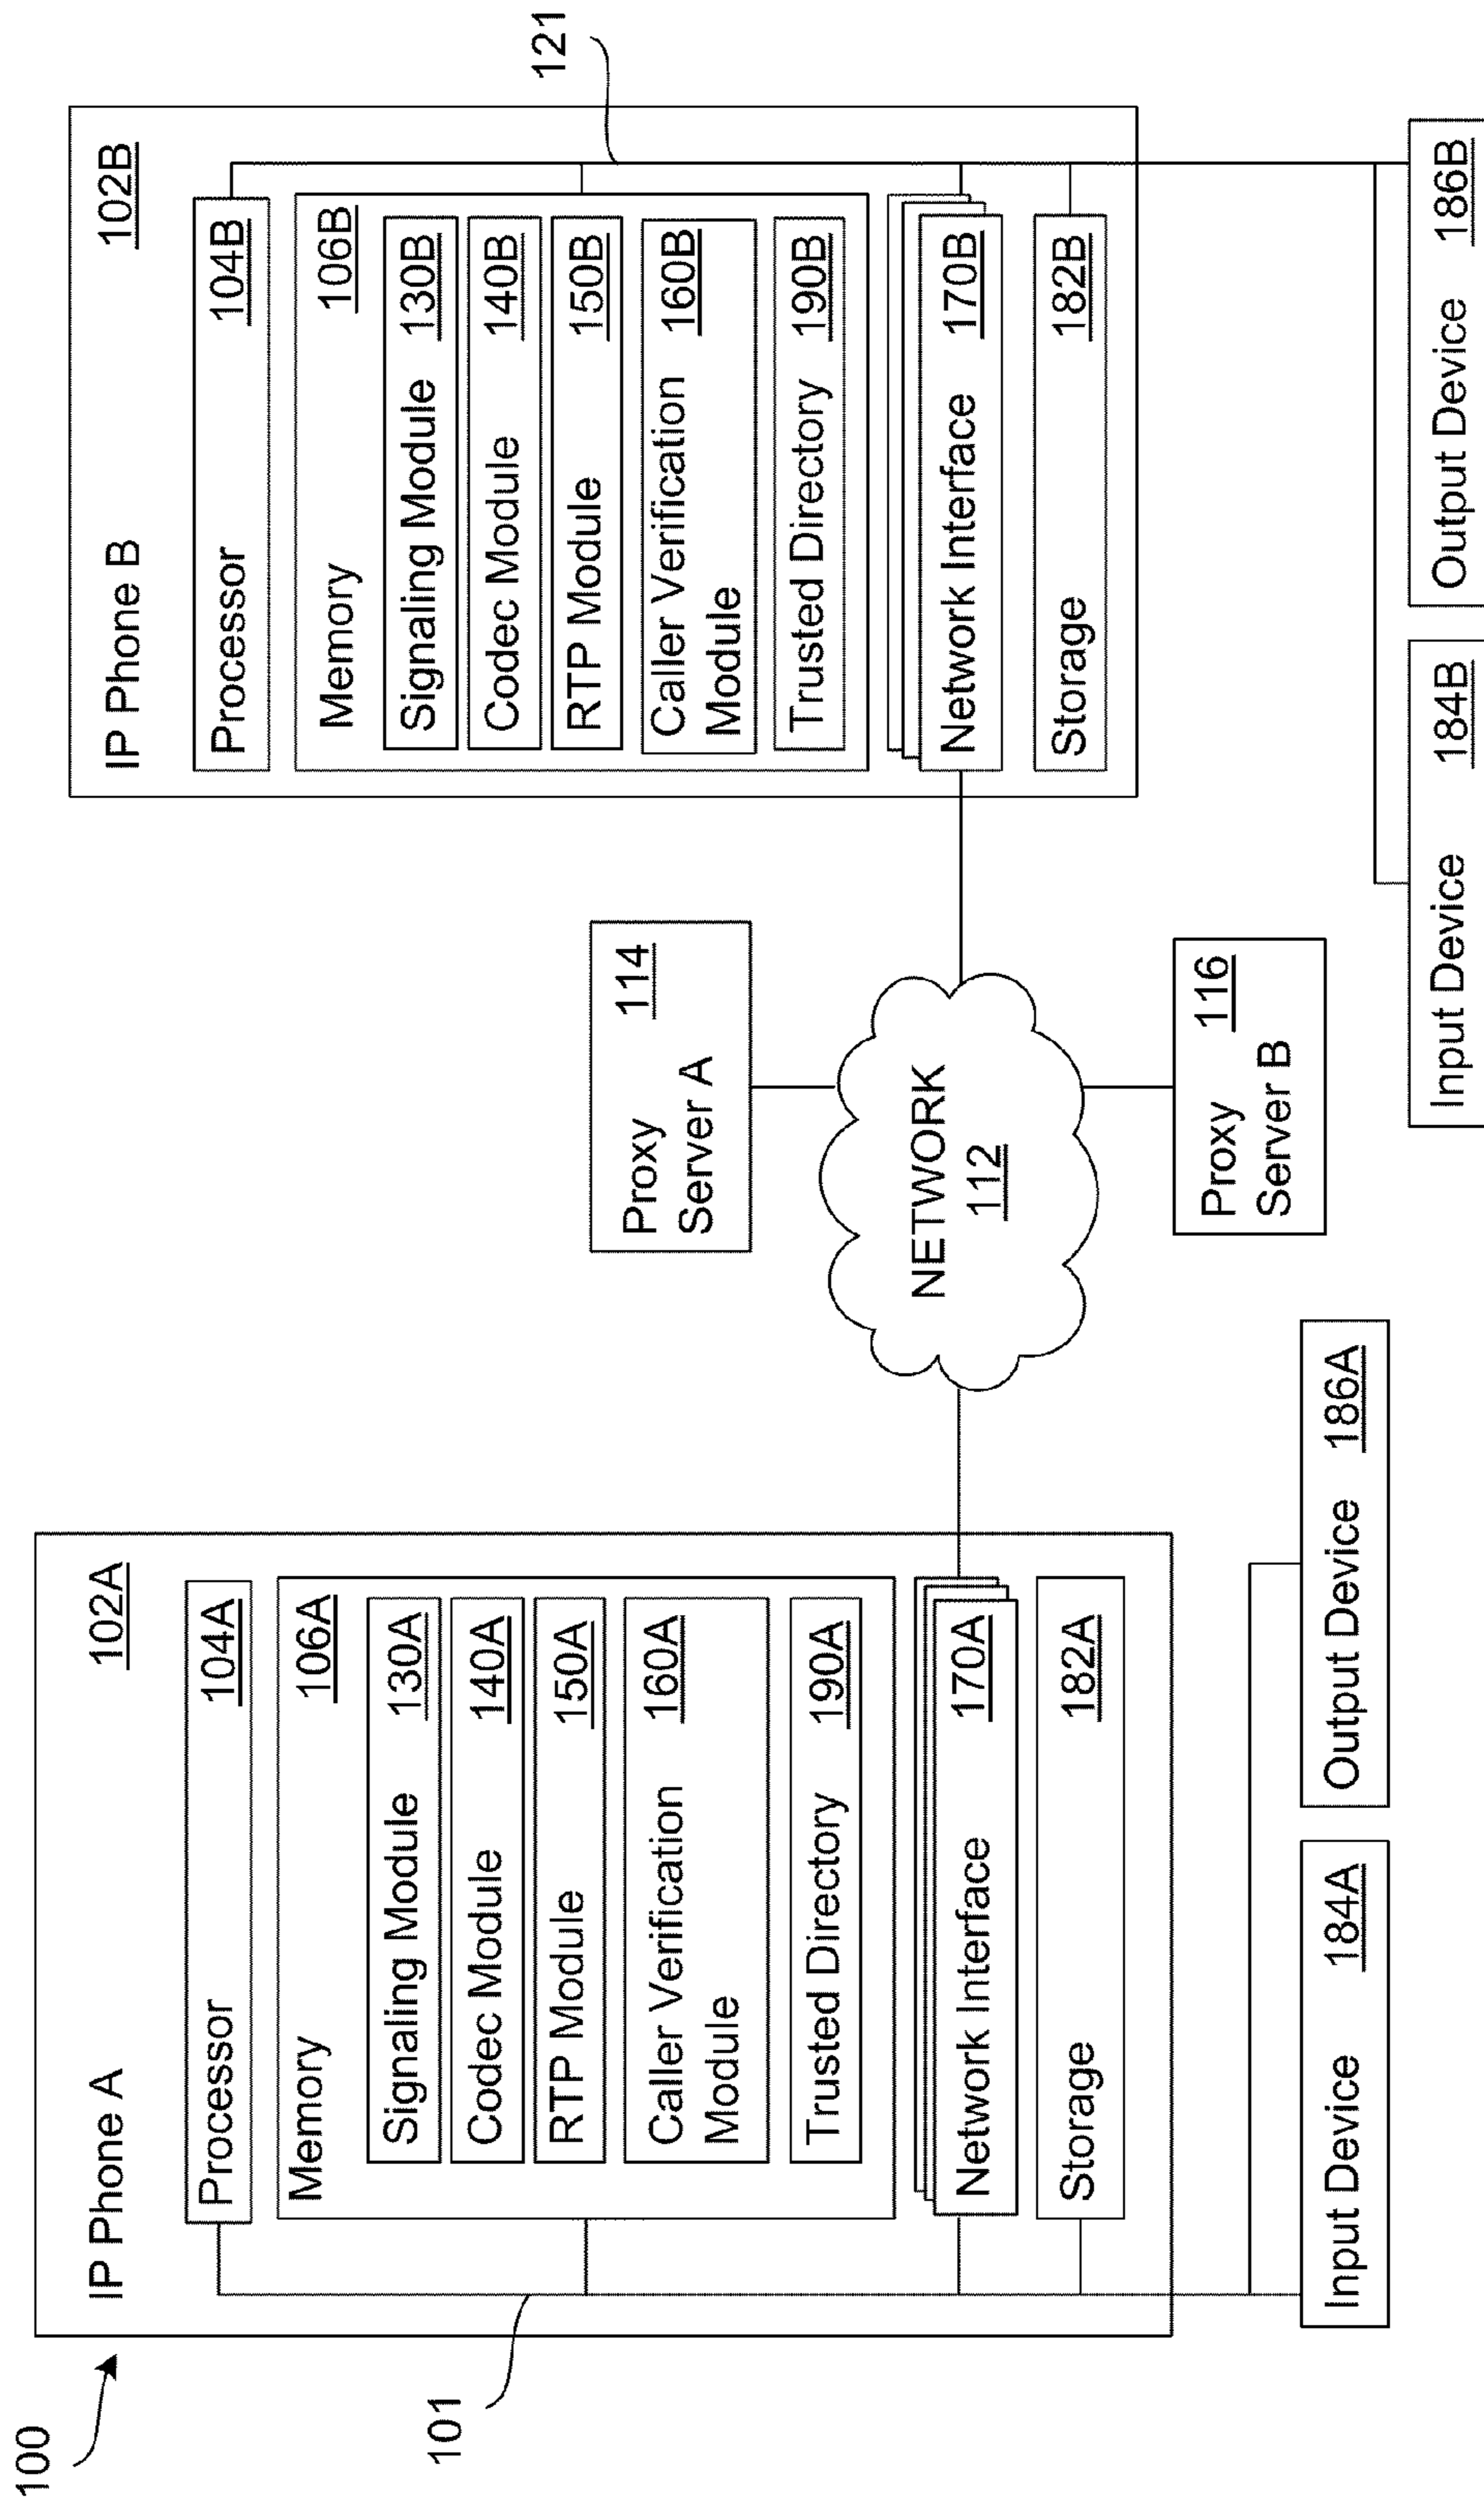 100
IP Phone A 102A
Processor 104A
Memory 106A
Signaling Module 130A
Codec Module 140A
RTP Module 150A
Caller Verification 160A
Module
Trusted Directory 190A
Network Interface 170A
Storage 182A
101
Input Device 184A
Output Device 186A
Proxy 114
Server A
NETWORK
112
Proxy 116
Server B
IP Phone B 102B
Processor 104B
Memory 106B
Signaling Module 130B
Codec Module 140B
RTP Module 150B
Caller Verification 160B
Module
Trusted Directory 190B
Network Interface 170B
Storage 182B
121
Input Device 184B
Output Device 186B